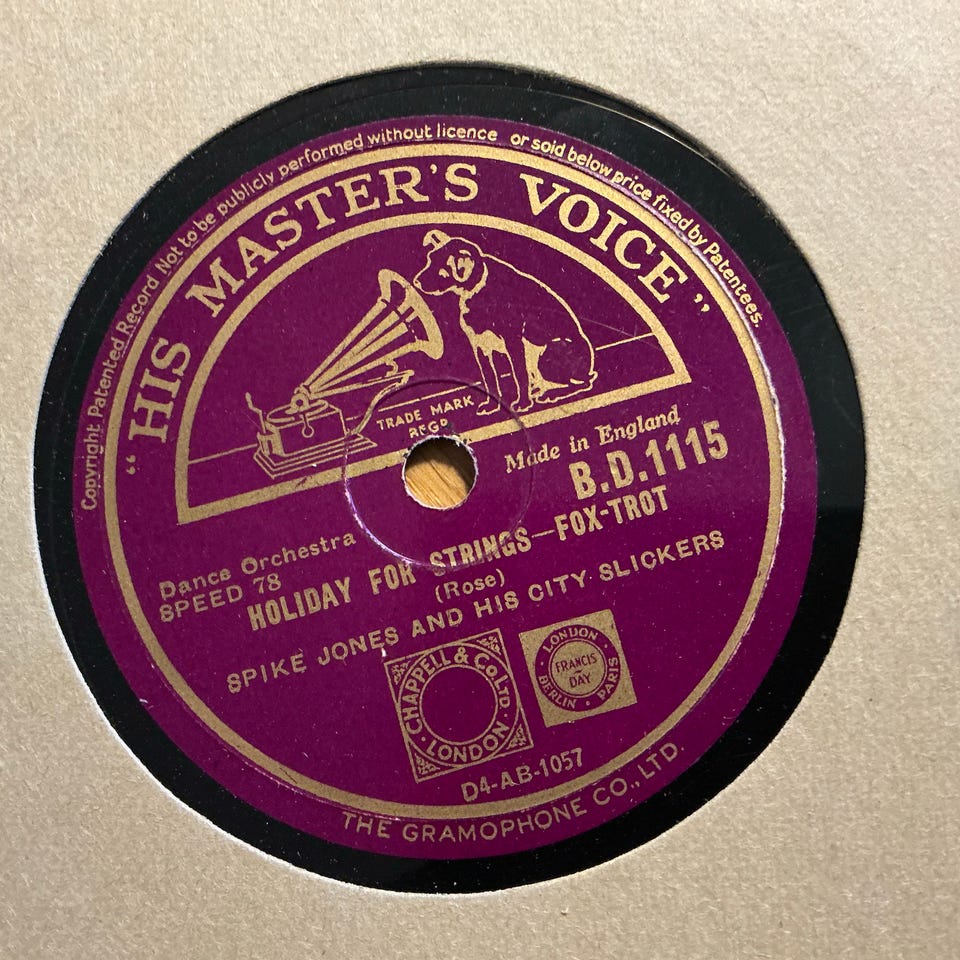 Copyright Patented Record Not to be publicly performed without licence or sold below price fixed by Patentees.
"HIS MASTER'S VOICE"
TRADE MARK
REGD
Made in England
B.D.1115
Dance Orchestra
SPEED 78
HOLIDAY FOR STRINGS—FOX-TROT
(Rose)
SPIKE JONES AND HIS CITY SLICKERS
CHAPPELL & CO LTD.
· LONDON ·
· LONDON ·
FRANCIS
DAY
BERLIN · PARIS
D4-AB-1057
THE GRAMOPHONE CO., LTD.